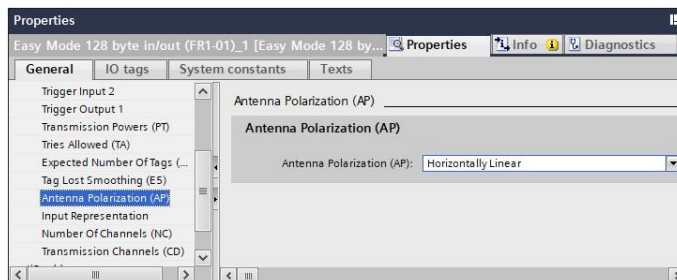 Properties
Easy Mode 128 byte in/out (FR1-01)_1 [Easy Mode 128 by... Properties Info Diagnostics
General IO tags System constants Texts
Trigger Input 2
Trigger Output 1
Transmission Powers (PT)
Tries Allowed (TA)
Expected Number Of Tags (...
Tag Lost Smoothing (E5)
Antenna Polarization (AP)
Input Representation
Number Of Channels (NC)
Transmission Channels (CD)
Antenna Polarization (AP)
Antenna Polarization (AP)
Antenna Polarization (AP): Horizontally Linear